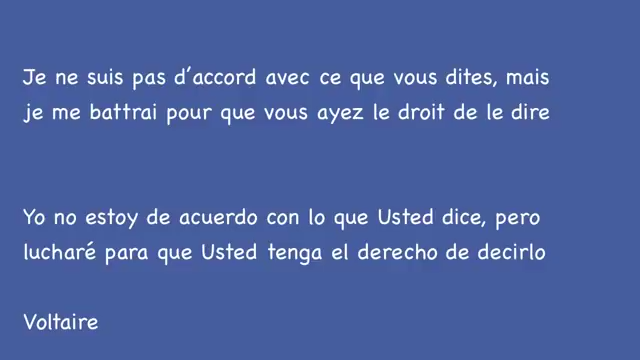 Je ne suis pas d'accord avec ce que vous dites, mais
je me battrai pour que vous ayez le droit de le dire
Yo no estoy de acuerdo con lo que Usted dice, pero
lucharé para que Usted tenga el derecho de decirlo
Voltaire